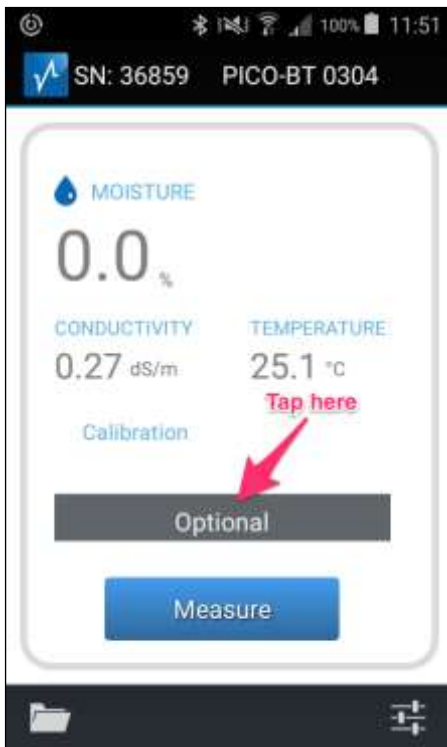 100% 11:51
SN: 36859 PICO-BT 0304
MOISTURE
0.0 %
CONDUCTIVITY TEMPERATURE
0.27 dS/m 25.1 °C
Tap here
Calibration
Optional
Measure